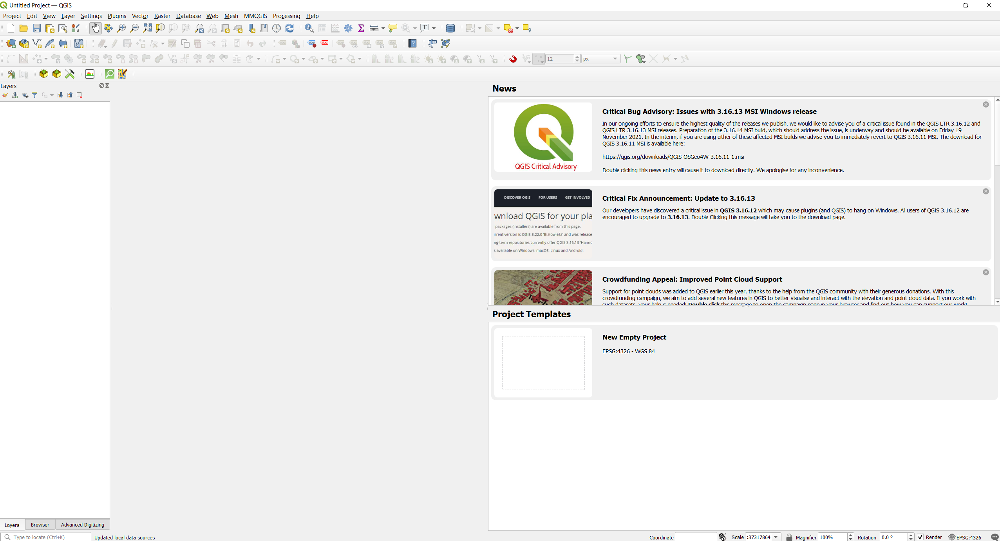 Untitled Project — QGIS
Project Edit View Layer Settings Plugins Vector Raster Database Web Mesh MMQGIS Processing Help
12 px
Layers
News
Critical Bug Advisory: Issues with 3.16.13 MSI Windows release
In our ongoing efforts to ensure the highest quality of the releases we publish, we would like to advise you of a critical issue found in the QGIS LTR 3.16.12 and
QGIS LTR 3.16.13 MSI releases. Preparation of the 3.16.14 MSI build, which should address the issue, is underway and should be available on Friday 19
November 2021. In the interim, if you are using either of these affected MSI builds we advise you to immediately revert to QGIS 3.16.11 MSI. The download for
QGIS 3.16.11 MSI is available here:
https://qgis.org/downloads/QGIS-OSGeo4W-3.16.11-1.msi
Double clicking this news entry will cause it to download directly. We apologise for any inconvenience.
QGIS Critical Advisory
DISCOVER QGIS FOR USERS GET INVOLVED
wnload QGIS for your pla
packages (installers) are available from this page.
rrent version is QGIS 3.22.0 'Białowieża' and was release
ng-term repositories currently offer QGIS 3.16.13 'Hanno
s available on Windows, macOS, Linux and Android.
Critical Fix Announcement: Update to 3.16.13
Our developers have discovered a critical issue in QGIS 3.16.12 which may cause plugins (and QGIS) to hang on Windows. All users of QGIS 3.16.12 are
encouraged to upgrade to 3.16.13. Double Clicking this message will take you to the download page.
Crowdfunding Appeal: Improved Point Cloud Support
Support for point clouds was added to QGIS earlier this year, thanks to the help from the QGIS community with their generous donations. With this
crowdfunding campaign, we aim to add several new features in QGIS to better visualise and interact with the elevation and point cloud data. If you work with
such datasets, your help is needed! Double click this message to open the campaign page in your browser and find out how you can support our work!
Project Templates
New Empty Project
EPSG:4326 - WGS 84
Layers Browser Advanced Digitizing
Type to locate (Ctrl+K) Updated local data sources Coordinate Scale :37317864 Magnifier 100% Rotation 0.0 ° Render EPSG:4326